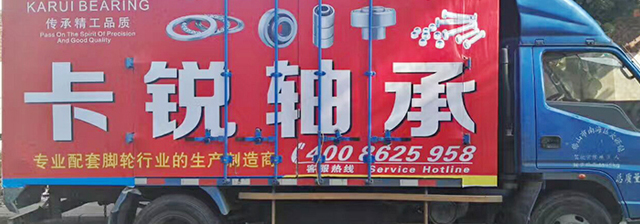 KARUI BEARING
传承精工品质
Pass On The Spirit Of Precision
And Good Quality
卡锐轴承
专业配套脚轮行业的生产制造商
400 8625 958
客服热线 Service Hotline